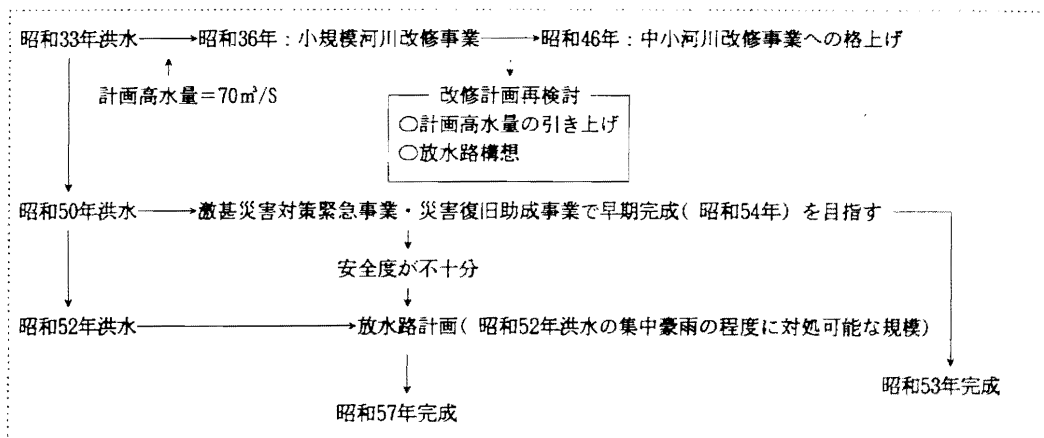 昭和33年洪水 昭和36年：小規模河川改修事業 昭和46年：中小河川改修事業への格上げ
計画高水量＝70㎥/S
改修計画再検討
○計画高水量の引き上げ
○放水路構想
昭和50年洪水 激甚災害対策緊急事業・災害復旧助成事業で早期完成( 昭和54年) を目指す
安全度が不十分
昭和52年洪水 放水路計画( 昭和52年洪水の集中豪雨の程度に対処可能な規模)
昭和53年完成
昭和57年完成